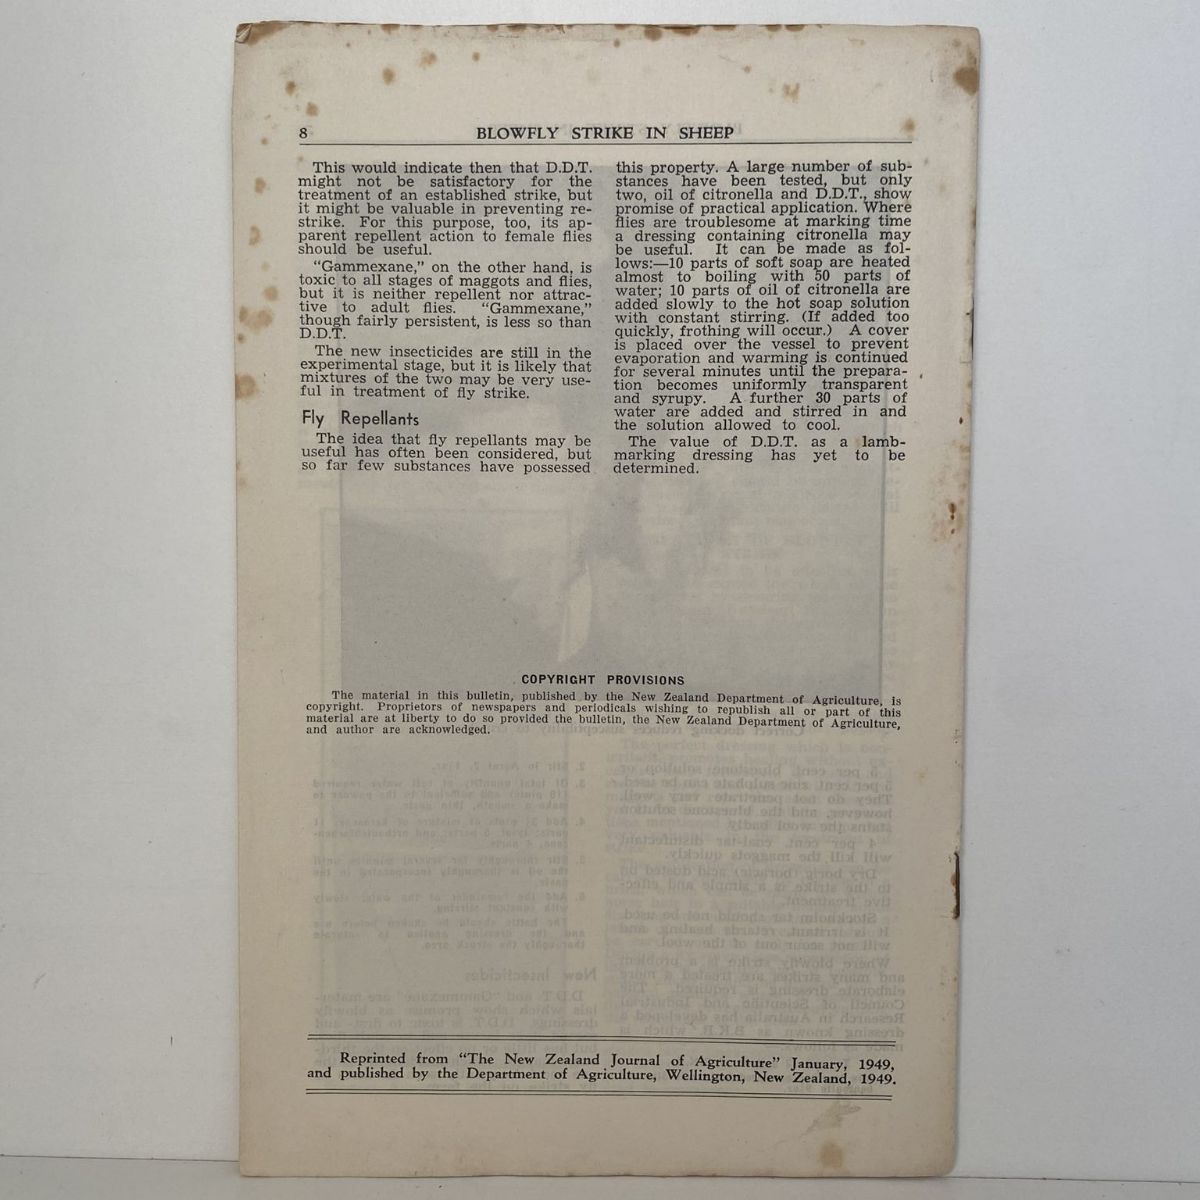 8
BLOWFLY STRIKE IN SHEEP
This would indicate then that D.D.T.
might not be satisfactory for the
treatment of an established strike, but
it might be valuable in preventing re-
strike. For this purpose, too, its ap-
parent repellent action to female flies
should be useful.
"Gammexane," on the other hand, is
toxic to all stages of maggots and flies,
but it is neither repellent nor attrac-
tive to adult flies. "Gammexane,"
though fairly persistent, is less so than
D.D.T.
The new insecticides are still in the
experimental stage, but it is likely that
mixtures of the two may be very use-
ful in treatment of fly strike.
Fly Repellants
The idea that fly repellants may be
useful has often been considered, but
so far few substances have possessed
this property. A large number of sub-
stances have been tested, but only
two, oil of citronella and D.D.T., show
promise of practical application. Where
flies are troublesome at marking time
a dressing containing citronella may
be useful. It can be made as fol-
lows:—10 parts of soft soap are heated
almost to boiling with 50 parts of
water; 10 parts of oil of citronella are
added slowly to the hot soap solution
with constant stirring. (If added too
quickly, frothing will occur.) A cover
is placed over the vessel to prevent
evaporation and warming is continued
for several minutes until the prepara-
tion becomes uniformly transparent
and syrupy. A further 30 parts of
water are added and stirred in and
the solution allowed to cool.
The value of D.D.T. as a lamb-
marking dressing has yet to be
determined.
COPYRIGHT PROVISIONS
The material in this bulletin, published by the New Zealand Department of Agriculture, is
copyright. Proprietors of newspapers and periodicals wishing to republish all or part of this
material are at liberty to do so provided the bulletin, the New Zealand Department of Agriculture,
and author are acknowledged.
Reprinted from "The New Zealand Journal of Agriculture" January, 1949,
and published by the Department of Agriculture, Wellington, New Zealand, 1949.